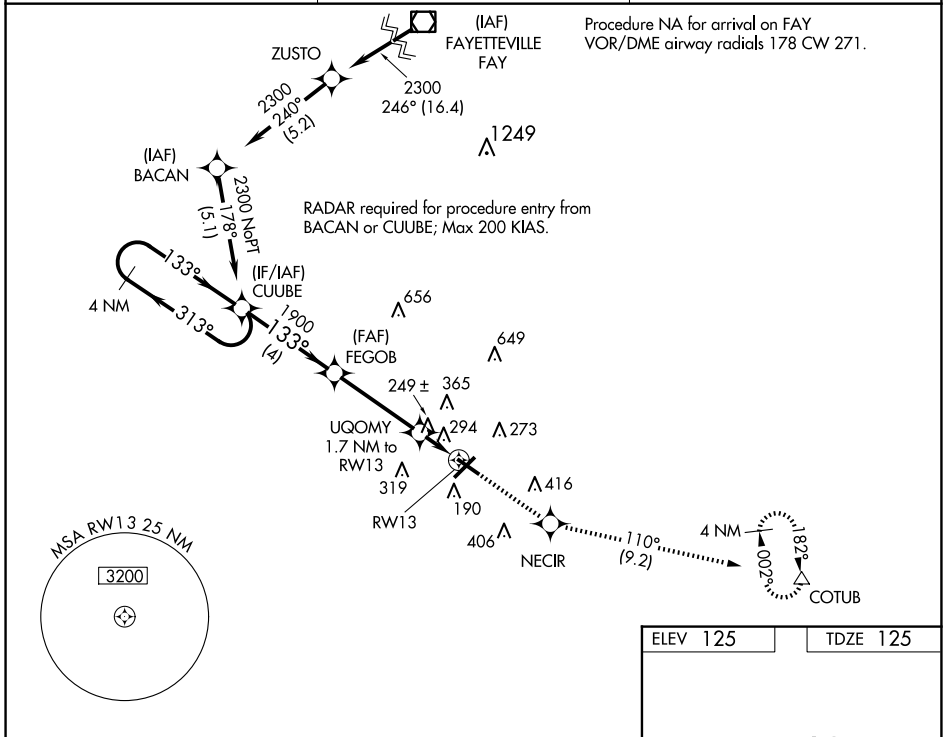 (IAF)
FAYETTEVILLE
FAY
Procedure NA for arrival on FAY
VOR/DME airway radials 178 CW 271.
ZUSTO
2300
246° (16.4)
2300
240°
(5.2)
1249
(IAF)
BACAN
2300 NoPT
178°
(5.1)
RADAR required for procedure entry from
BACAN or CUUBE; Max 200 KIAS.
133°
4 NM
313°
(IF/IAF)
CUUBE
1900
133°
(4)
656
(FAF)
FEGOB
649
249 ±
365
UQOMY
1.7 NM to
RW13
294
273
319
RW13
190
416
406
NECIR
110°
(9.2)
4 NM
182°
002°
COTUB
MSA RW13 25 NM
3200
ELEV 125
TDZE 125